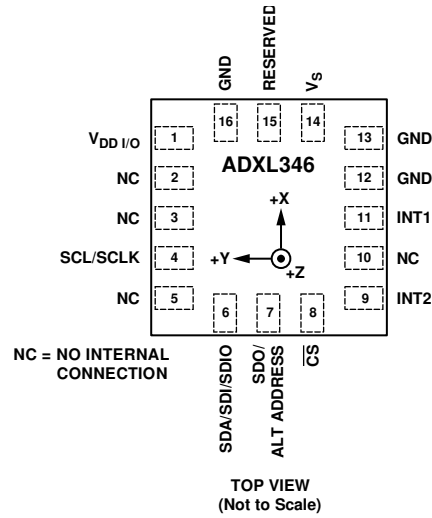 GND
RESERVED
VS
16
15
14
VDD I/O
1
13
GND
ADXL346
NC
2
12
GND
+X
NC
3
11
INT1
SCL/SCLK
4
+Y
+Z
10
NC
NC
5
9
INT2
6
7
8
NC = NO INTERNAL
CONNECTION
SDA/SDI/SDIO
SDO/
ALT ADDRESS
CS
TOP VIEW
(Not to Scale)